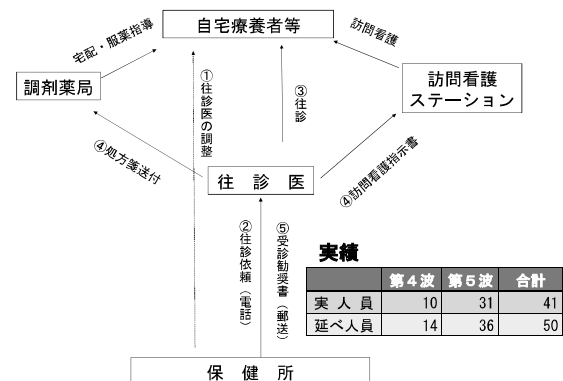 自宅療養者等
宅配・服薬指導
訪問看護
調剤薬局
訪問看護
ステーション
①往診医の調整
③往診
④処方箋送付
④訪問看護指示書
往 診 医
②往診依頼（電話）
⑤受診勧奨書（郵送）
実績
第４波 第５波 合計
実 人 員 10 31 41
延べ人員 14 36 50
保 健 所